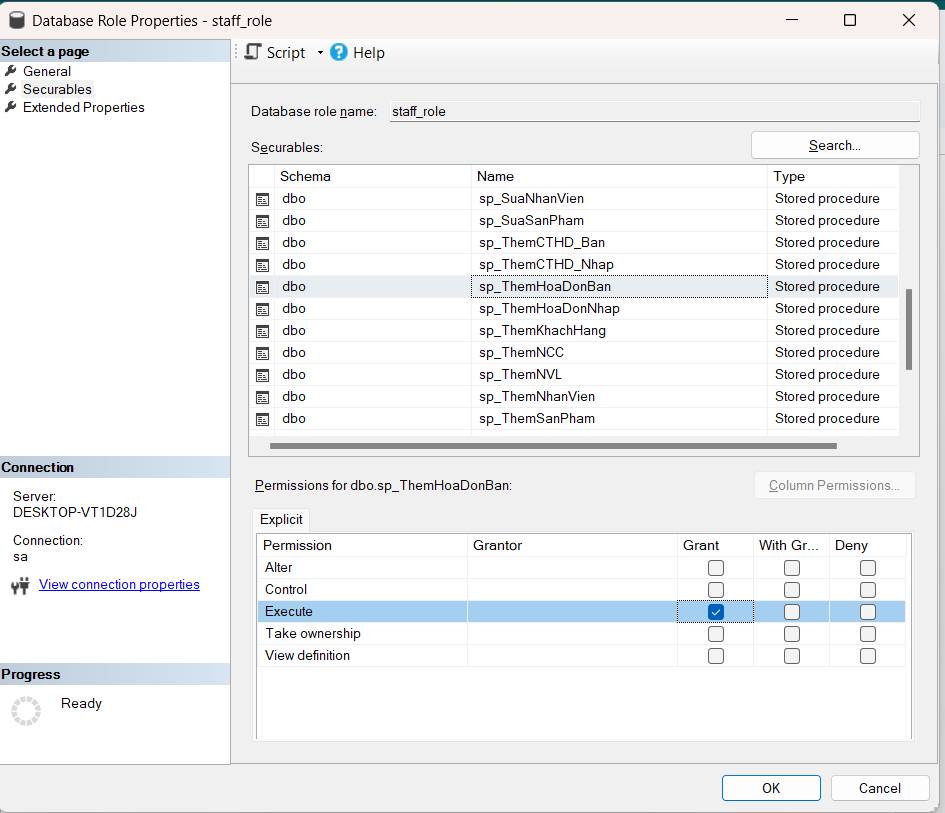 Database Role Properties - staff_role
Select a page
General
Securables
Extended Properties
Script
Help
Database role name: staff_role
Securables:
Search...
Schema Name Type
dbo sp_SuaNhanVien Stored procedure
dbo sp_SuaSanPham Stored procedure
dbo sp_ThemCTHD_Ban Stored procedure
dbo sp_ThemCTHD_Nhap Stored procedure
dbo sp_ThemHoaDonBan Stored procedure
dbo sp_ThemHoaDonNhap Stored procedure
dbo sp_ThemKhachHang Stored procedure
dbo sp_ThemNCC Stored procedure
dbo sp_ThemNVL Stored procedure
dbo sp_ThemNhanVien Stored procedure
dbo sp_ThemSanPham Stored procedure
Connection
Server:
DESKTOP-VT1D28J
Connection:
sa
View connection properties
Permissions for dbo.sp_ThemHoaDonBan:
Column Permissions...
Explicit
Permission Grantor Grant With Gr... Deny
Alter
Control
Execute
Take ownership
View definition
Progress
Ready
OK
Cancel